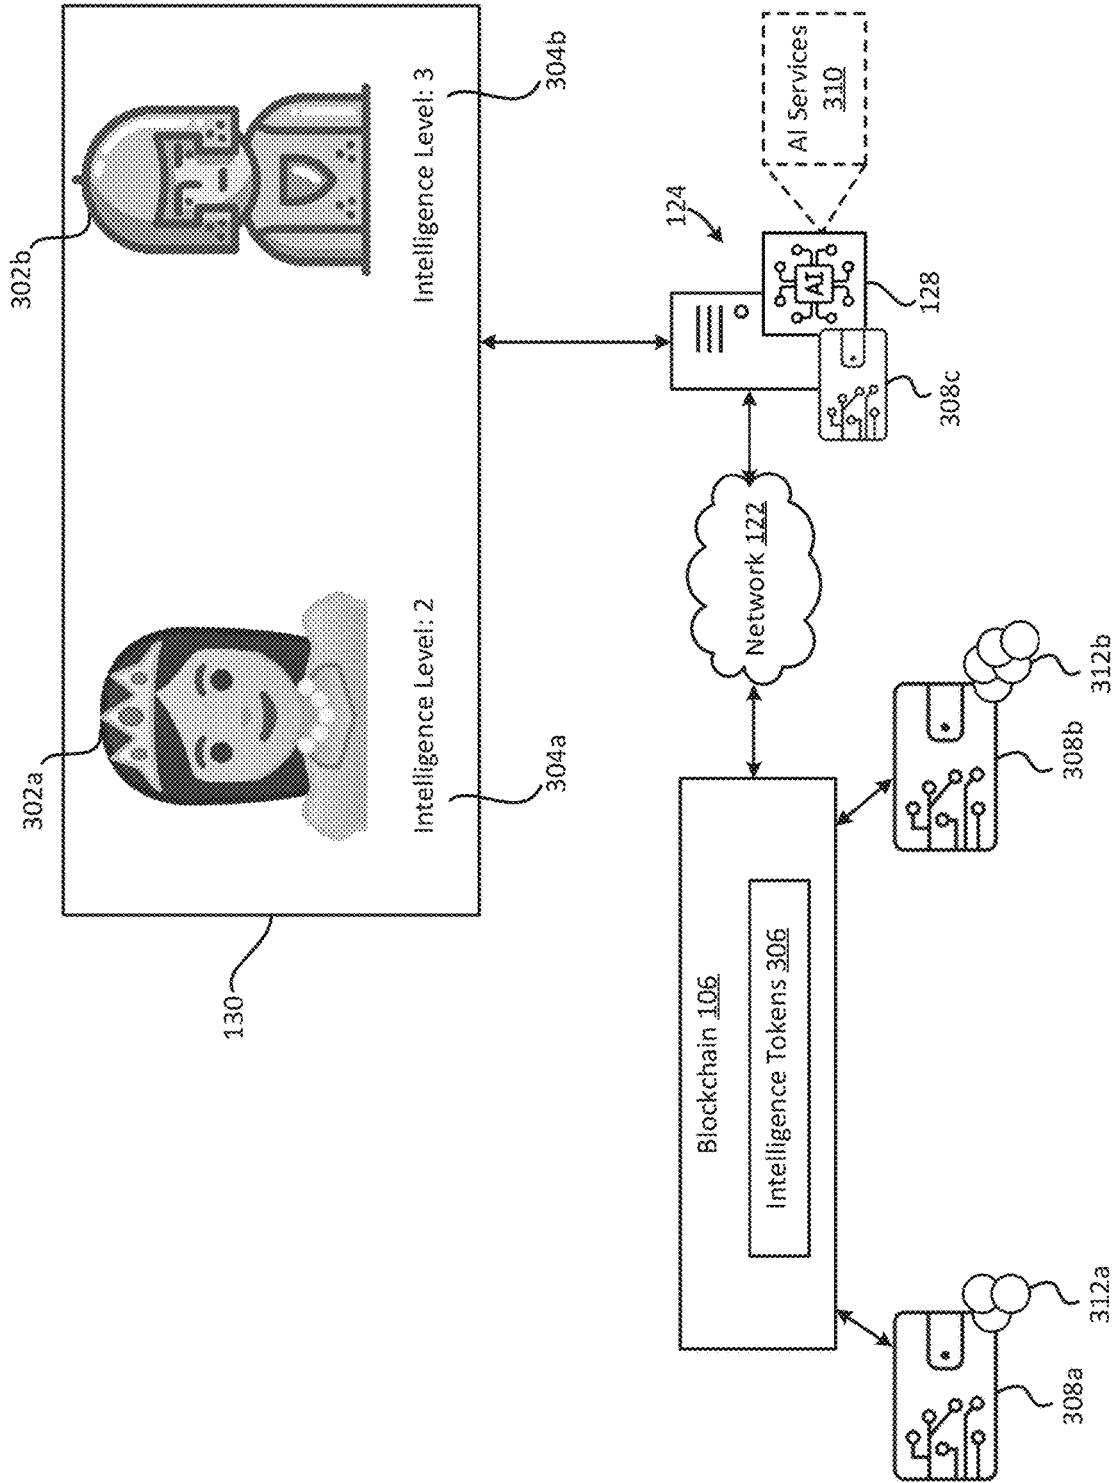 130
302a
302b
Intelligence Level: 2
Intelligence Level: 3
304a
304b
Blockchain 106
Intelligence Tokens 306
Network 122
124
AI Services
310
AI
128
308c
308a
312a
308b
312b